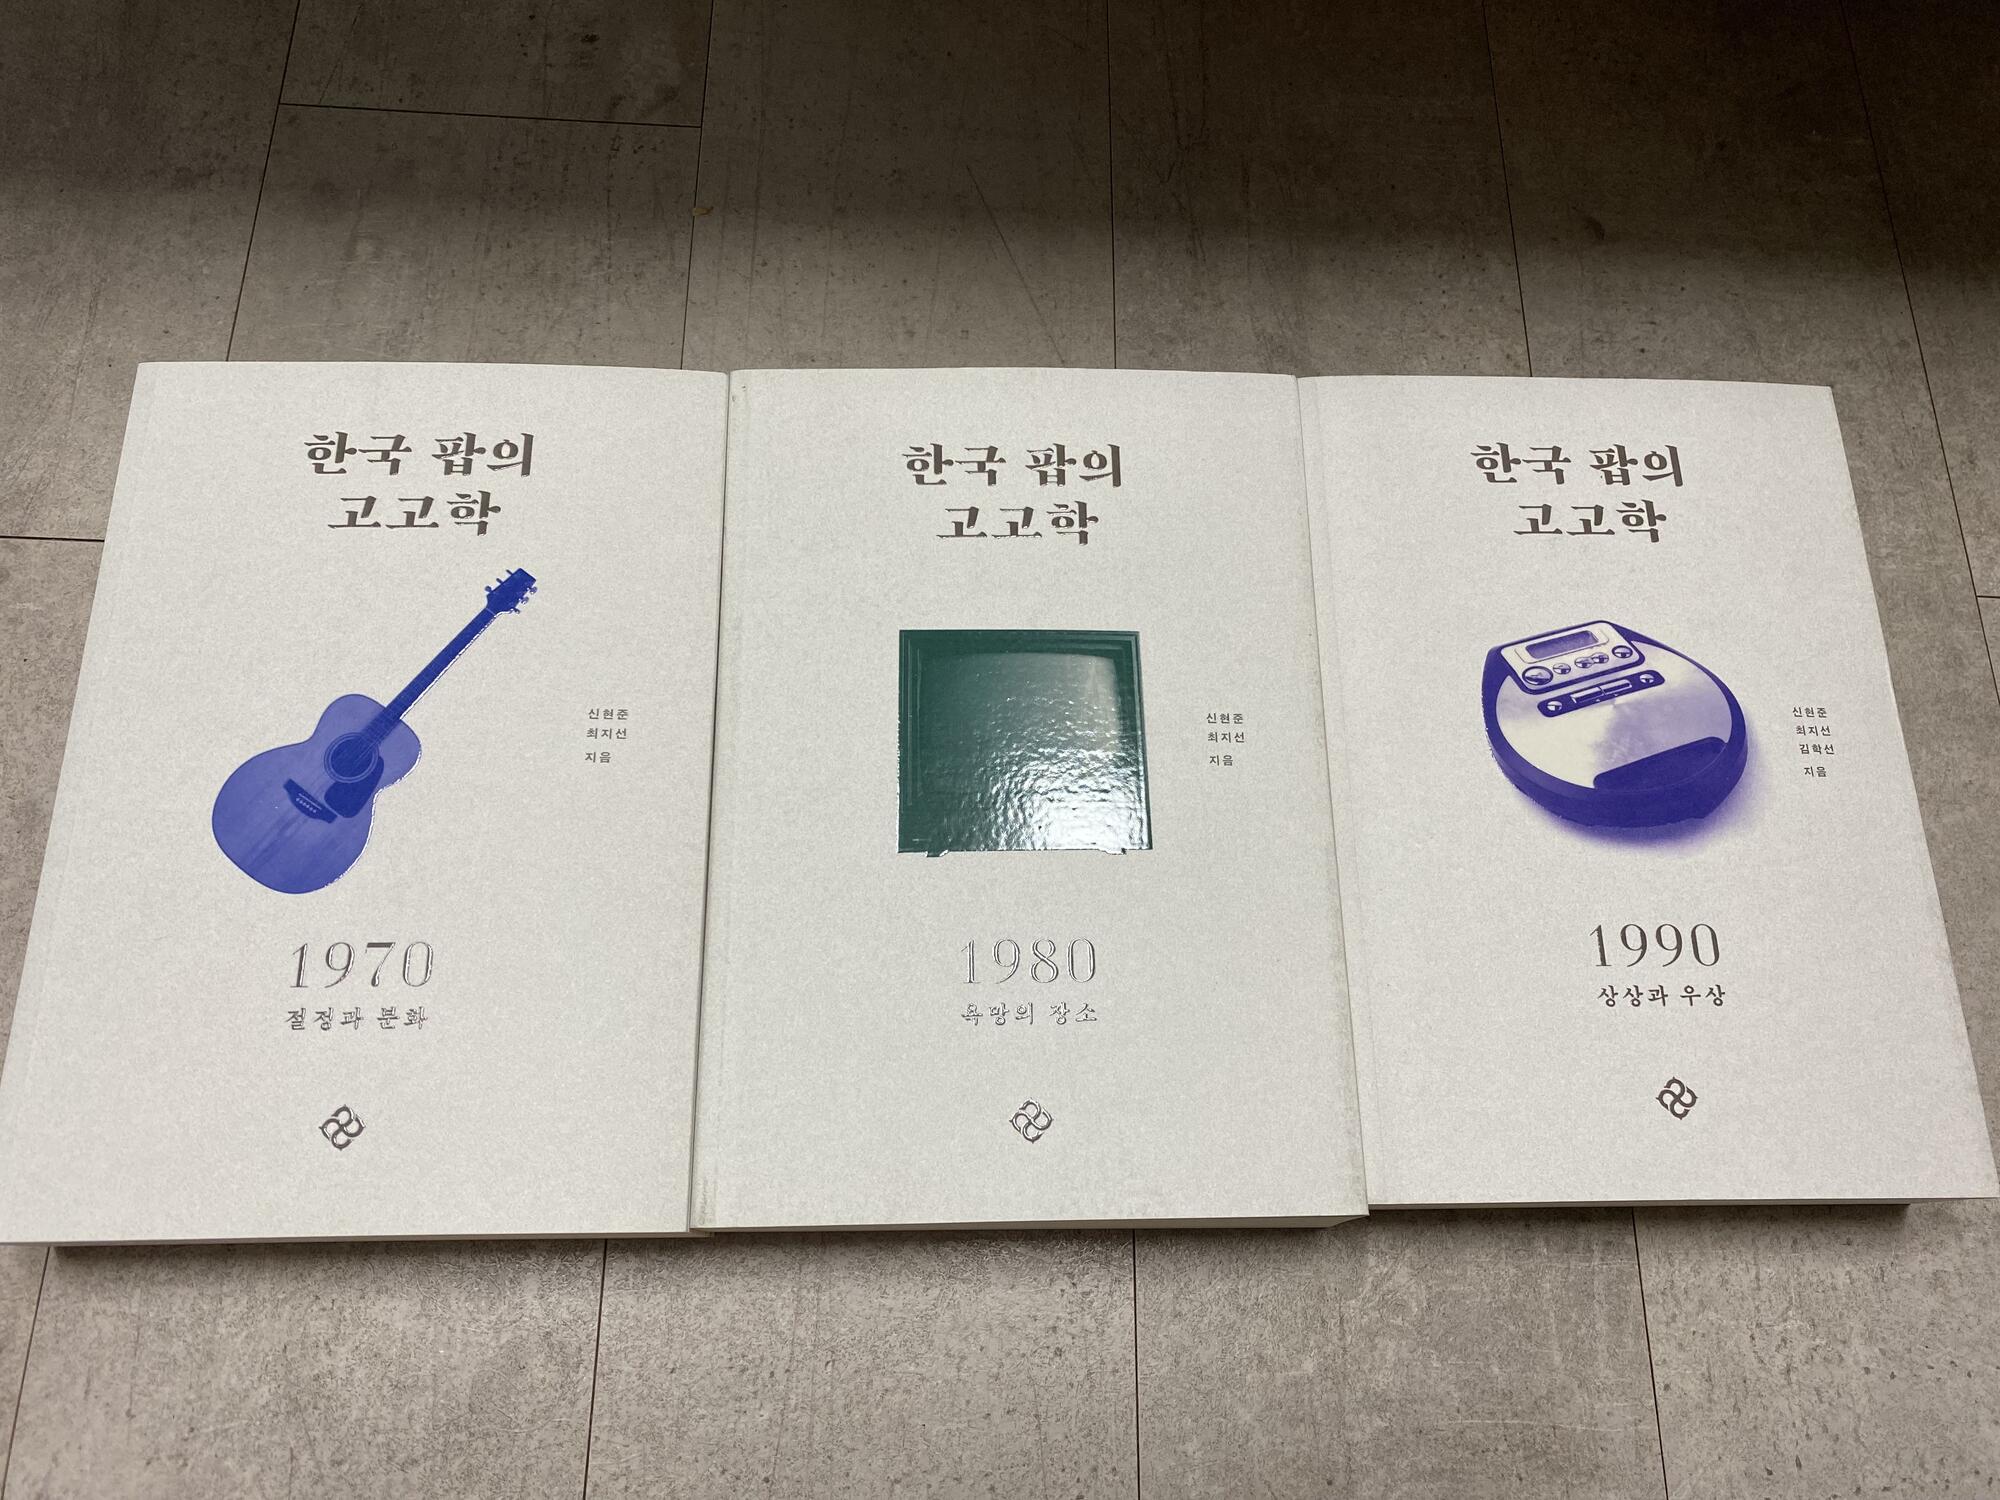 한국 팝의
고고학
신현준
최지선
지음
1970
절정과 분화
한국 팝의
고고학
신현준
최지선
지음
1980
욕망의 장소
한국 팝의
고고학
신현준
최지선
김학선
지음
1990
상상과 우상